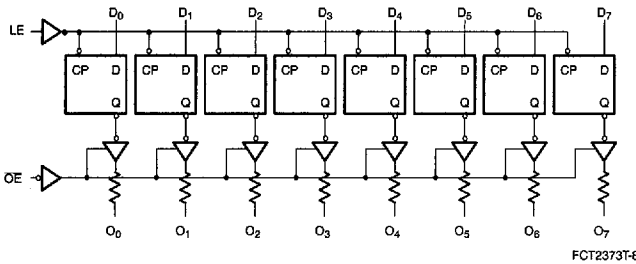 D0 D1 D2 D3 D4 D5 D6 D7
LE
CP D CP D CP D CP D CP D CP D CP D CP D
Q Q Q Q Q Q Q Q
OE
O0 O1 O2 O3 O4 O5 O6 O7
FCT2373T-8